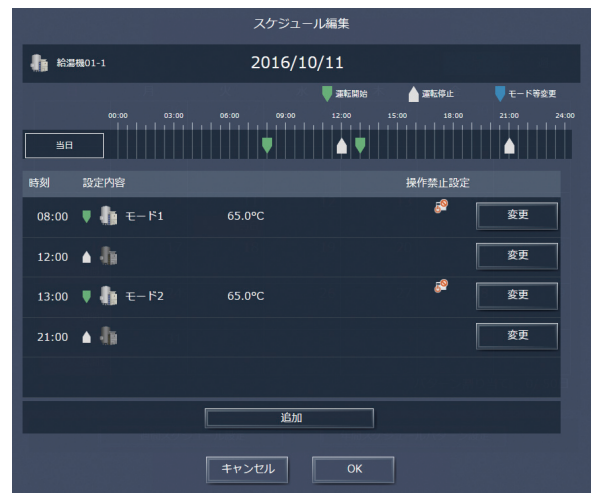 スケジュール編集
給湯機01-1 2016/10/11
運転開始 運転停止 モード等変更
00:00 03:00 06:00 09:00 12:00 15:00 18:00 21:00 24:00
当日
時刻 設定内容 操作禁止設定
08:00 モード1 65.0℃ 変更
12:00 変更
13:00 モード2 65.0℃ 変更
21:00 変更
追加
キャンセル OK